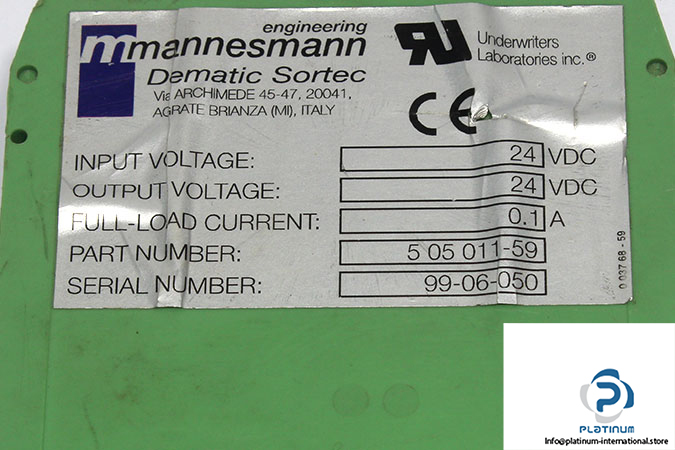 engineering
mannesmann
Dematic Sortec
Via ARCHIMEDE 45-47, 20041,
AGRATE BRIANZA (MI), ITALY
Underwriters
Laboratories inc.®
CE
INPUT VOLTAGE: 24 VDC
OUTPUT VOLTAGE: 24 VDC
FULL-LOAD CURRENT: 0.1 A
PART NUMBER: 5 05 011-59
SERIAL NUMBER: 99-06-050
0 037 68 - 59
PLATINUM
Info@platinum-international.store